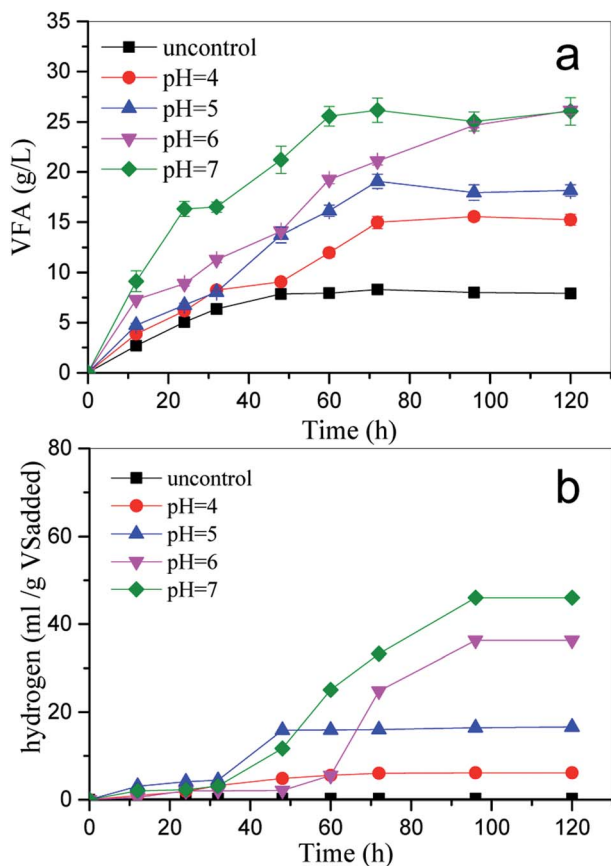 a
35
30
25
20
15
10
5
0
VFA (g/L)
uncontrol
pH=4
pH=5
pH=6
pH=7
0 20 40 60 80 100 120
Time (h)
b
80
60
40
20
0
hydrogen (ml /g VSadded)
uncontrol
pH=4
pH=5
pH=6
pH=7
0 20 40 60 80 100 120
Time (h)